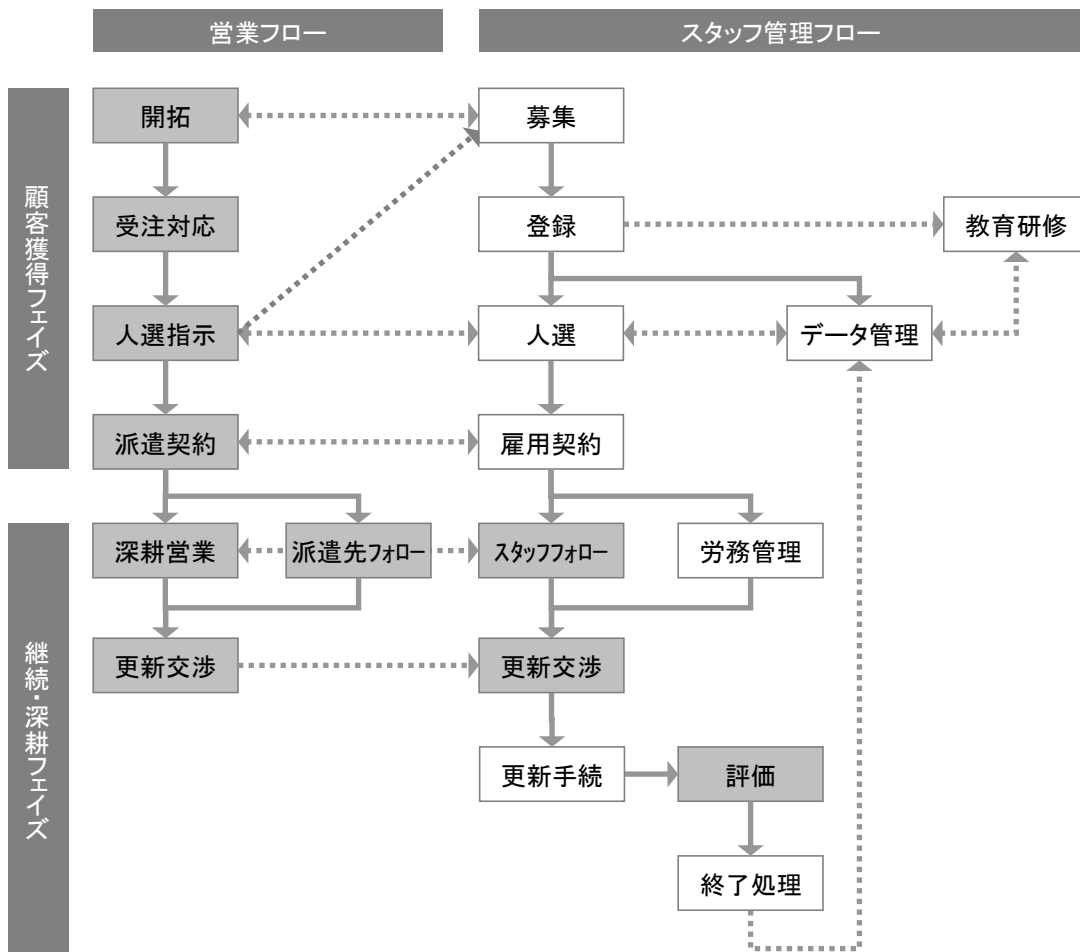 営業フロー
スタッフ管理フロー
顧客獲得フェイズ
開拓
募集
受注対応
登録
教育研修
人選指示
人選
データ管理
派遣契約
雇用契約
継続・深耕フェイズ
深耕営業
派遣先フォロー
スタッフフォロー
労務管理
更新交渉
更新交渉
更新手続
評価
終了処理